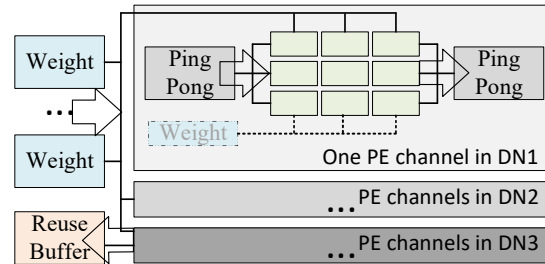 Weight
...
Weight
Reuse
Buffer
Ping
Pong
Ping
Pong
Weight
One PE channel in DN1
PE channels in DN2
...
PE channels in DN3
...